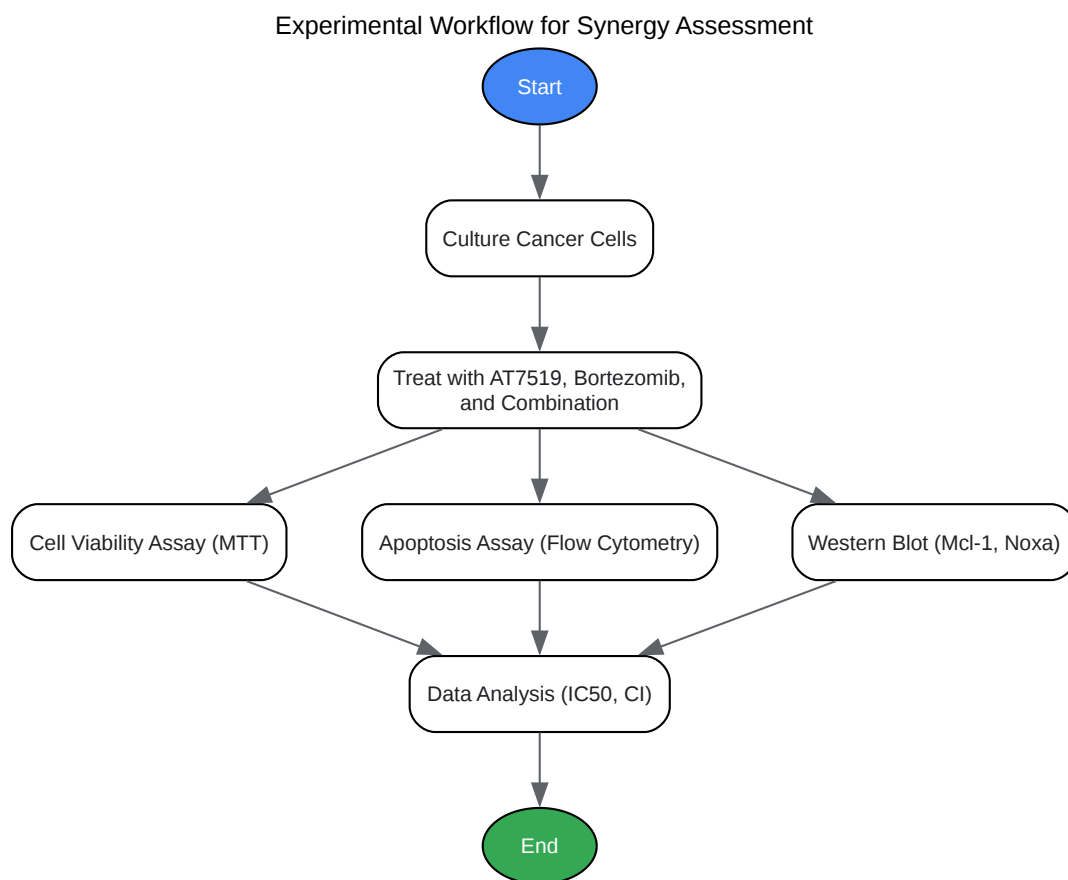 Experimental Workflow for Synergy Assessment
Start
Culture Cancer Cells
Treat with AT7519, Bortezomib,
and Combination
Cell Viability Assay (MTT)
Apoptosis Assay (Flow Cytometry)
Western Blot (Mcl-1, Noxa)
Data Analysis (IC50, CI)
End